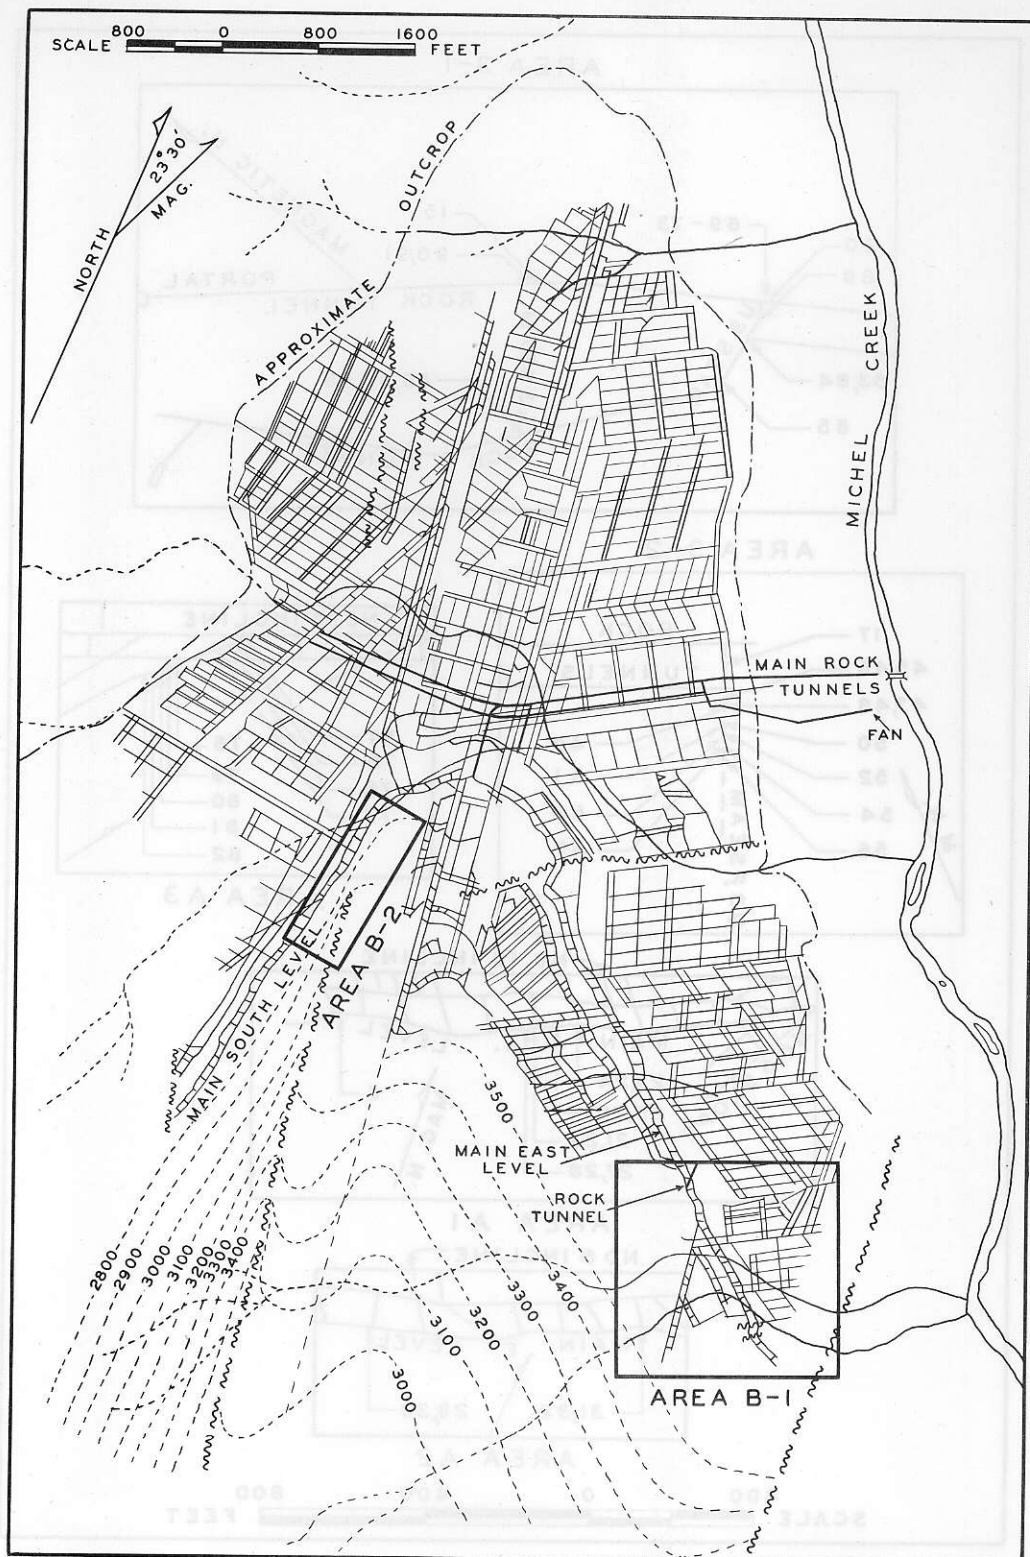 SCALE 800 0 800 1600 FEET
NORTH
23° 30'
MAG.
APPROXIMATE OUTCROP
MICHEL CREEK
MAIN ROCK
TUNNELS
FAN
AREA B-2
MAIN SOUTH LEVEL
3500
MAIN EAST
LEVEL
ROCK
TUNNEL
2800
2900
3000
3100
3200
3300
3400
3400
3300
3200
3100
3000
AREA B-1